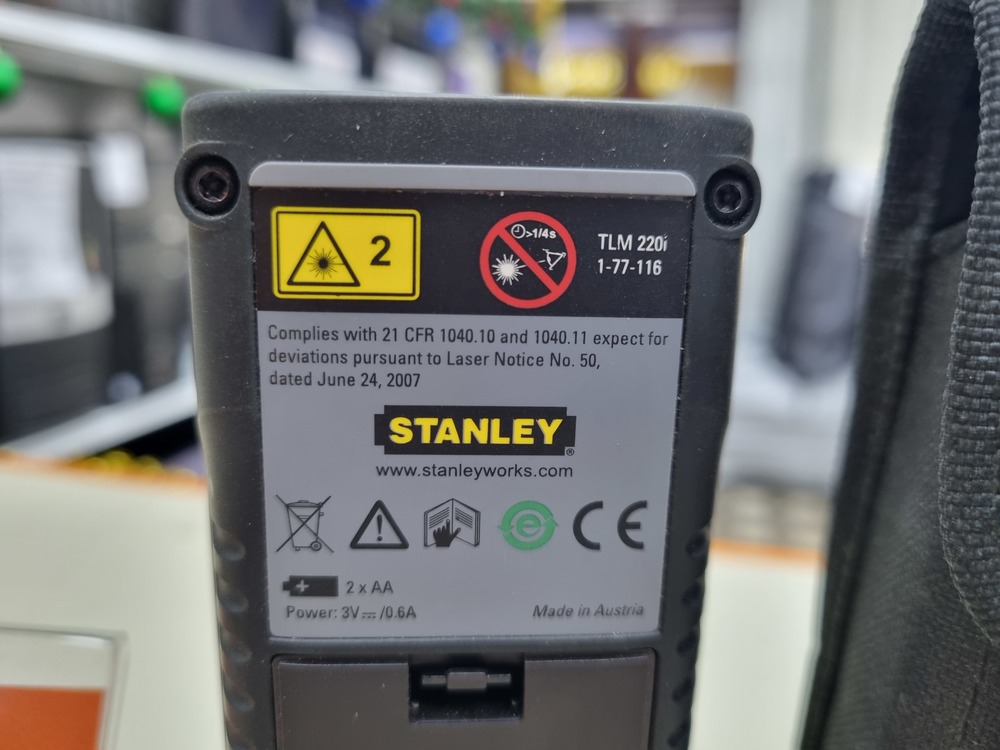 2
>1/4s
TLM 220i
1-77-116
Complies with 21 CFR 1040.10 and 1040.11 expect for
deviations pursuant to Laser Notice No. 50,
dated June 24, 2007
STANLEY®
www.stanleyworks.com
e
CE
+ 2 x AA
Power: 3V⎓/0.6A
Made in Austria